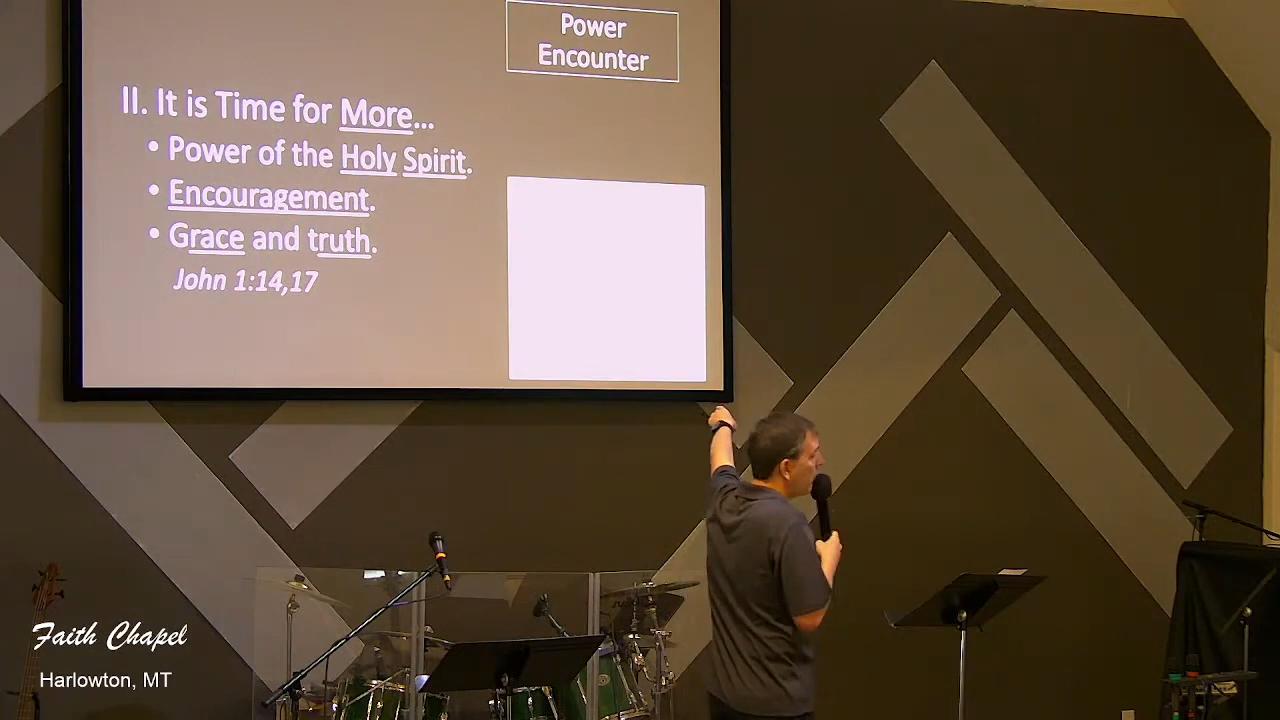 Power
Encounter
II. It is Time for More...
• Power of the Holy Spirit.
• Encouragement.
• Grace and truth.
John 1:14,17
Faith Chapel
Harlowton, MT